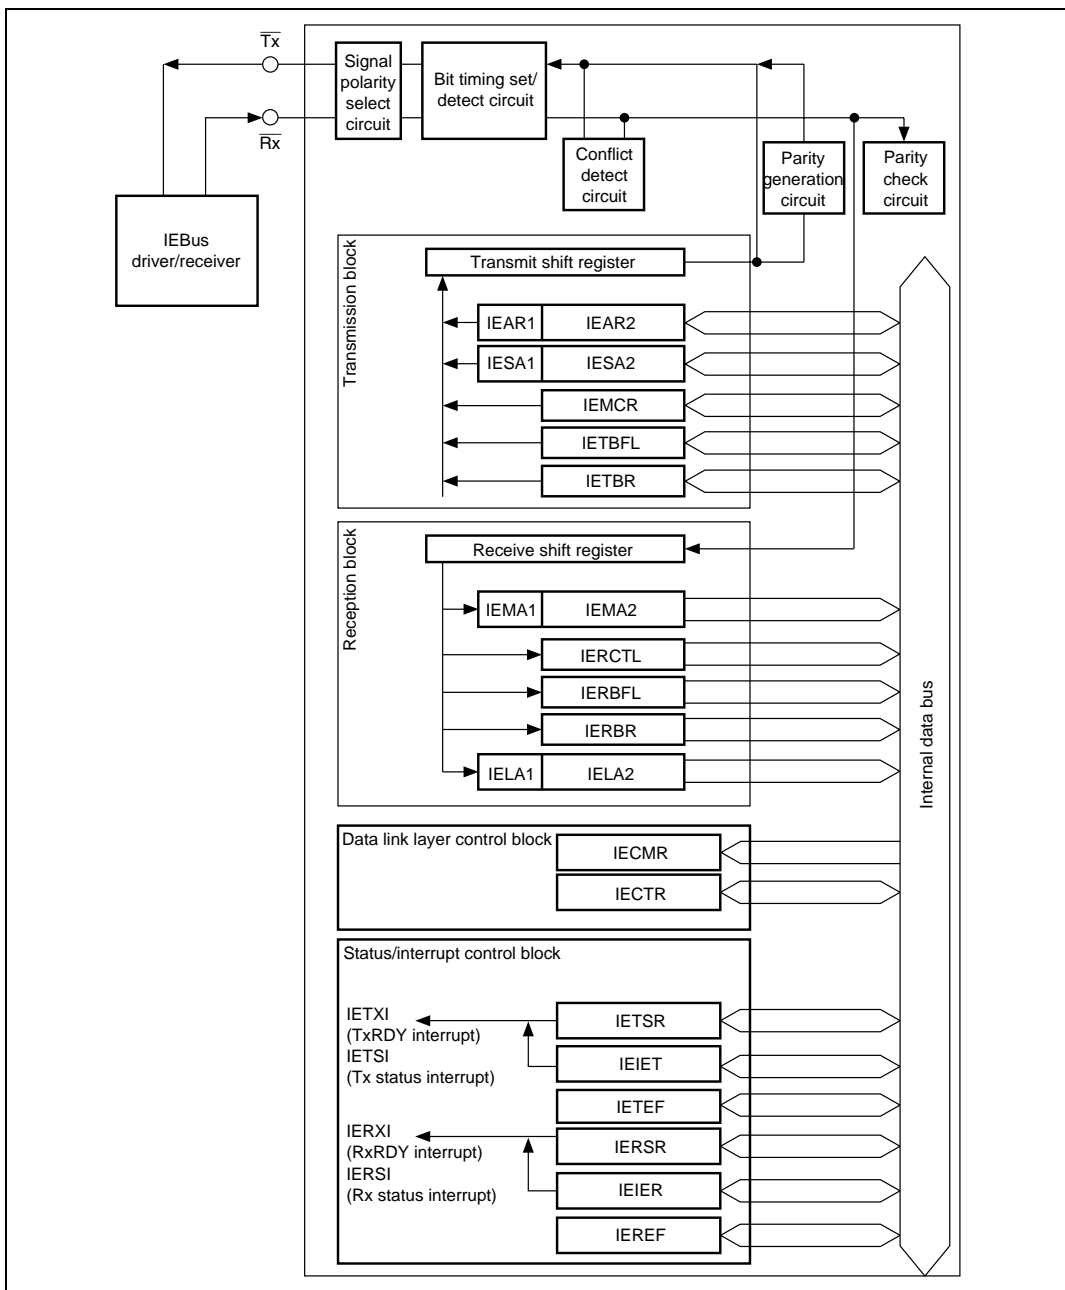 Tx
Rx
Signal
polarity
select
circuit
Bit timing set/
detect circuit
Conflict
detect
circuit
Parity
generation
circuit
Parity
check
circuit
IEBus
driver/receiver
Transmission block
Transmit shift register
IEAR1 IEAR2
IESA1 IESA2
IEMCR
IETBFL
IETBR
Reception block
Receive shift register
IEMA1 IEMA2
IERCTL
IERBFL
IERBR
IELA1 IELA2
Internal data bus
Data link layer control block
IECMR
IECTR
Status/interrupt control block
IETXI
(TxRDY interrupt)
IETSI
(Tx status interrupt)
IETSR
IEIET
IETEF
IERXI
(RxRDY interrupt)
IERSI
(Rx status interrupt)
IERSR
IEIER
IEREF